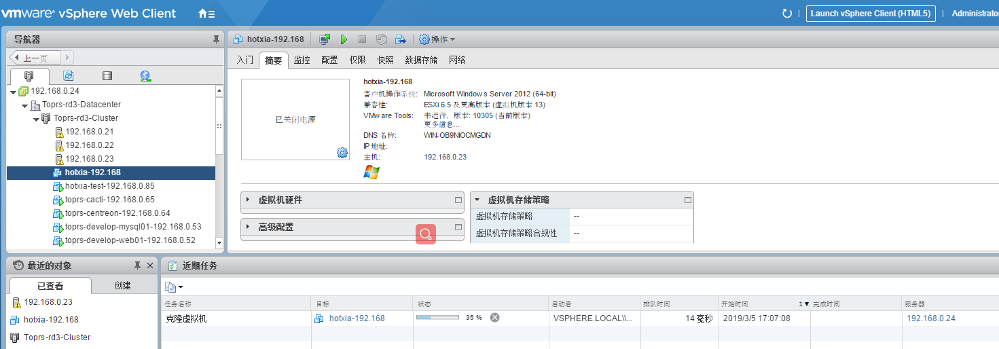 vmware® vSphere Web Client
Launch vSphere Client (HTML5)
Administrato
导航器
上一页
192.168.0.24
Toprs-rd3-Datacenter
Toprs-rd3-Cluster
192.168.0.21
192.168.0.22
192.168.0.23
hotxia-192.168
hotxia-test-192.168.0.85
toprs-cacti-192.168.0.65
toprs-centreon-192.168.0.64
toprs-develop-mysql01-192.168.0.53
toprs-develop-web01-192.168.0.52
hotxia-192.168
操作
入门 摘要 监控 配置 权限 快照 数据存储 网络
已关闭电源
hotxia-192.168
客户机操作系统: Microsoft Windows Server 2012 (64-bit)
兼容性: ESXi 6.5 及更高版本 (虚拟机版本 13)
VMware Tools: 未运行，版本: 10305 (当前版本)
更多信息...
DNS 名称: WIN-OB9NIOCMGDN
IP 地址:
主机: 192.168.0.23
虚拟机硬件
高级配置
虚拟机存储策略
虚拟机存储策略 --
虚拟机存储策略合规性 --
最近的对象
已查看 创建
192.168.0.23
hotxia-192.168
Toprs-rd3-Cluster
近期任务
任务名称 目标 状态 启动者 排队时间 开始时间 1 完成时间 服务器
克隆虚拟机 hotxia-192.168 35 % VSPHERE.LOCAL\\... 14 毫秒 2019/3/5 17:07:08 192.168.0.24